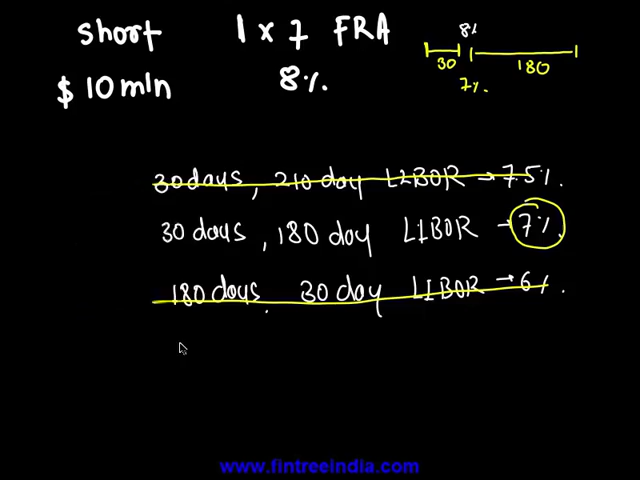 short 1 x 7 FRA
$ 10 mln 8%
8%
30 180
7%.
30 days, 210 day LIBOR → 7.5%.
30 days, 180 day LIBOR → 7%.
180 days. 30 day LIBOR → 6%.
www.fintreeindia.com